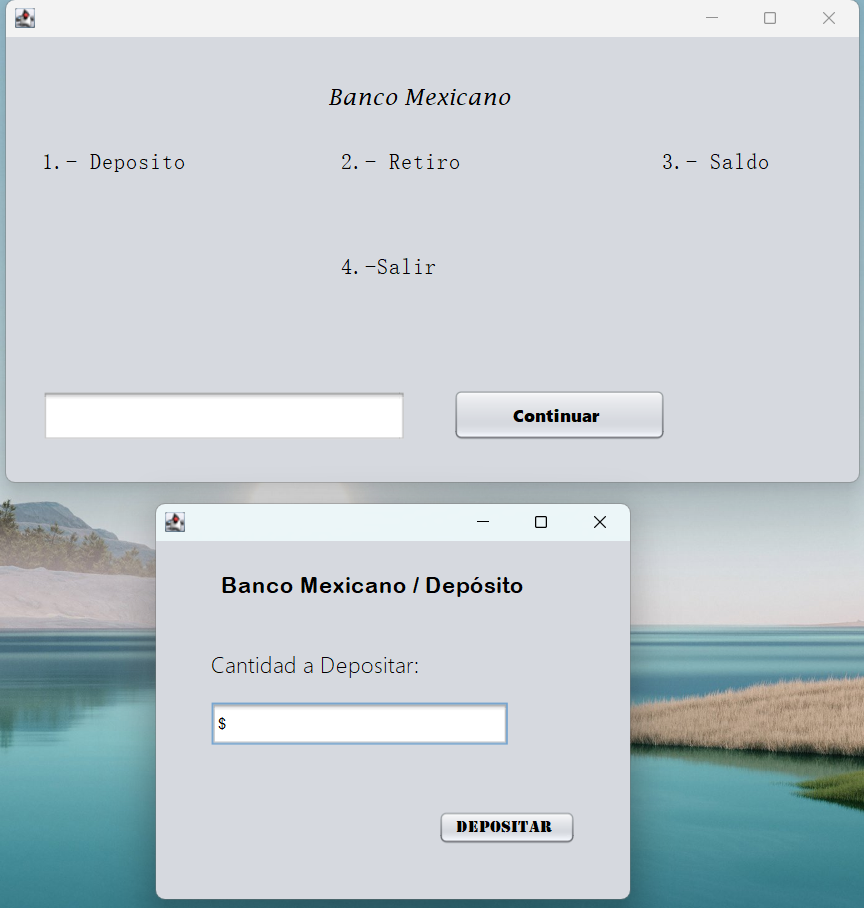 Banco Mexicano
1.- Deposito 2.- Retiro 3.- Saldo
4.-Salir
Continuar
Banco Mexicano / Depósito
Cantidad a Depositar:
$
DEPOSITAR